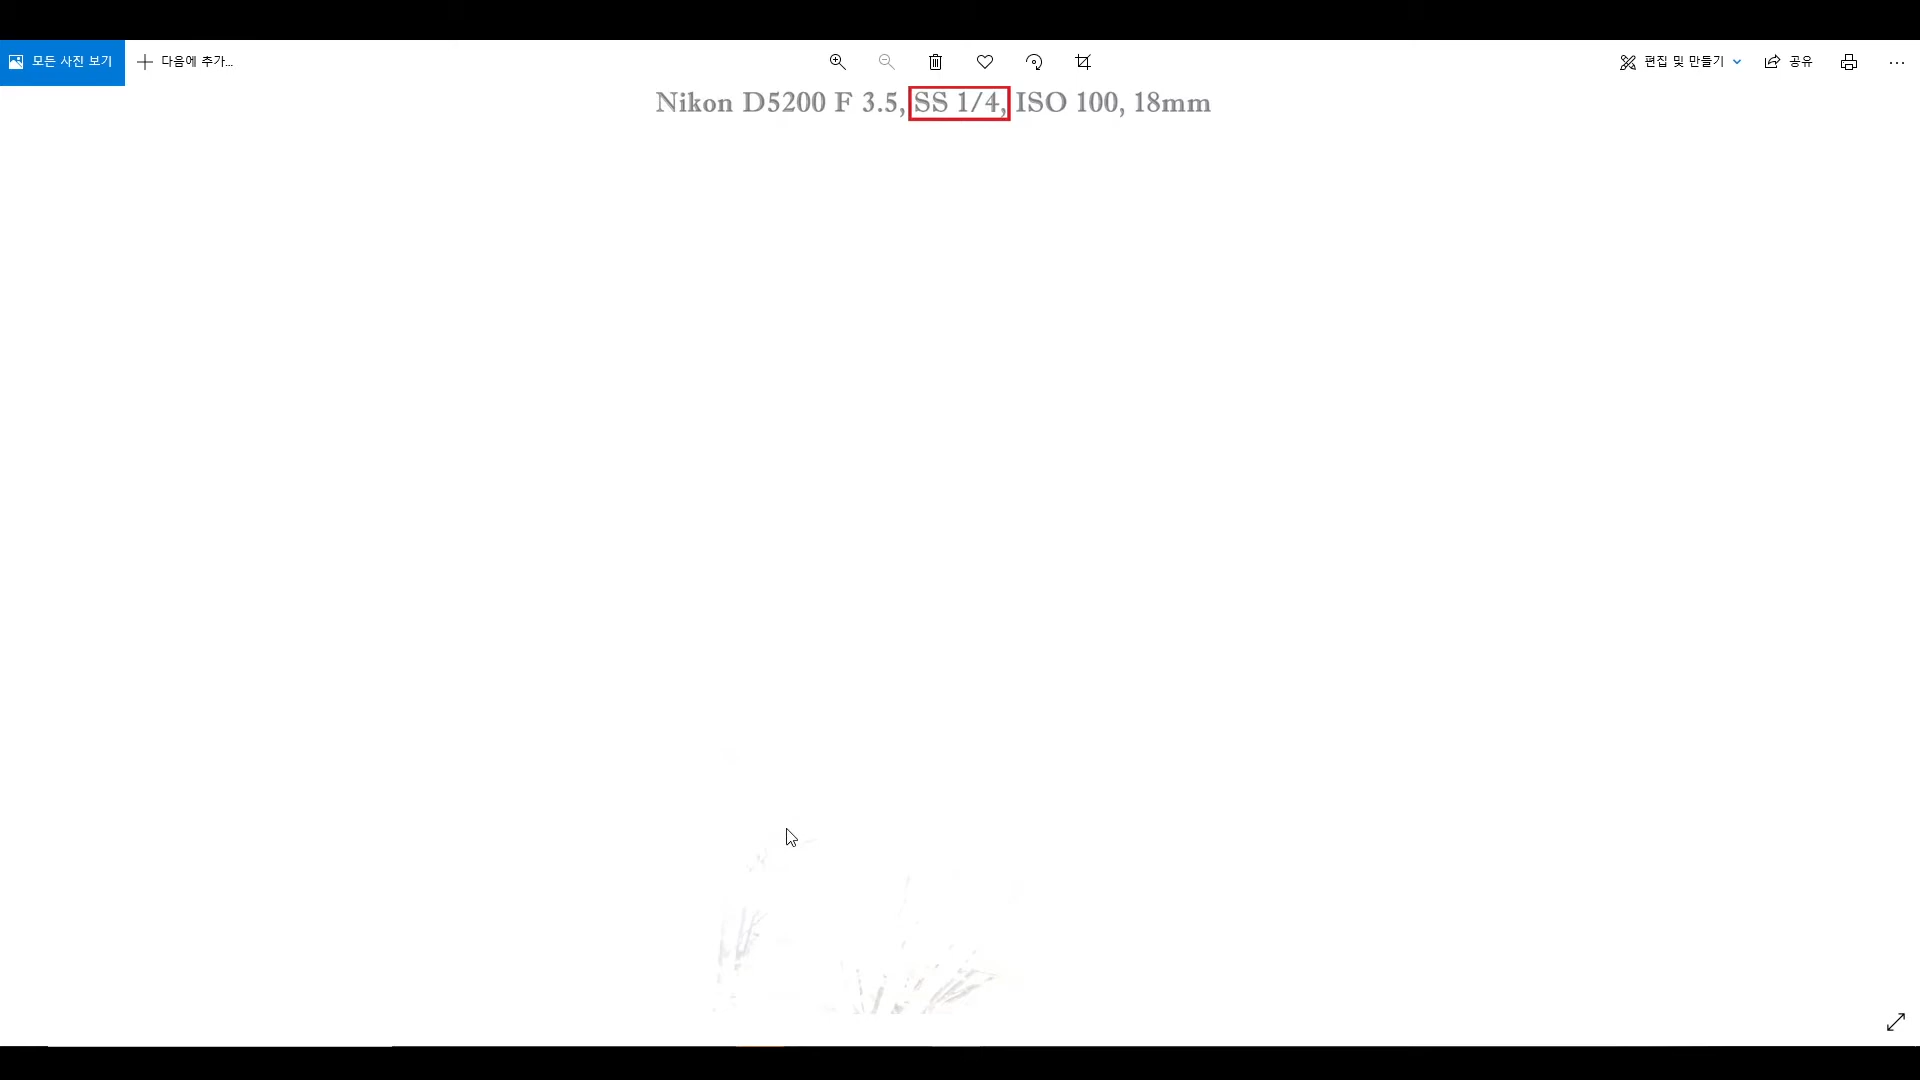 모든 사진 보기
다음에 추가...
편집 및 만들기
공유
Nikon D5200 F 3.5, SS 1/4, ISO 100, 18mm